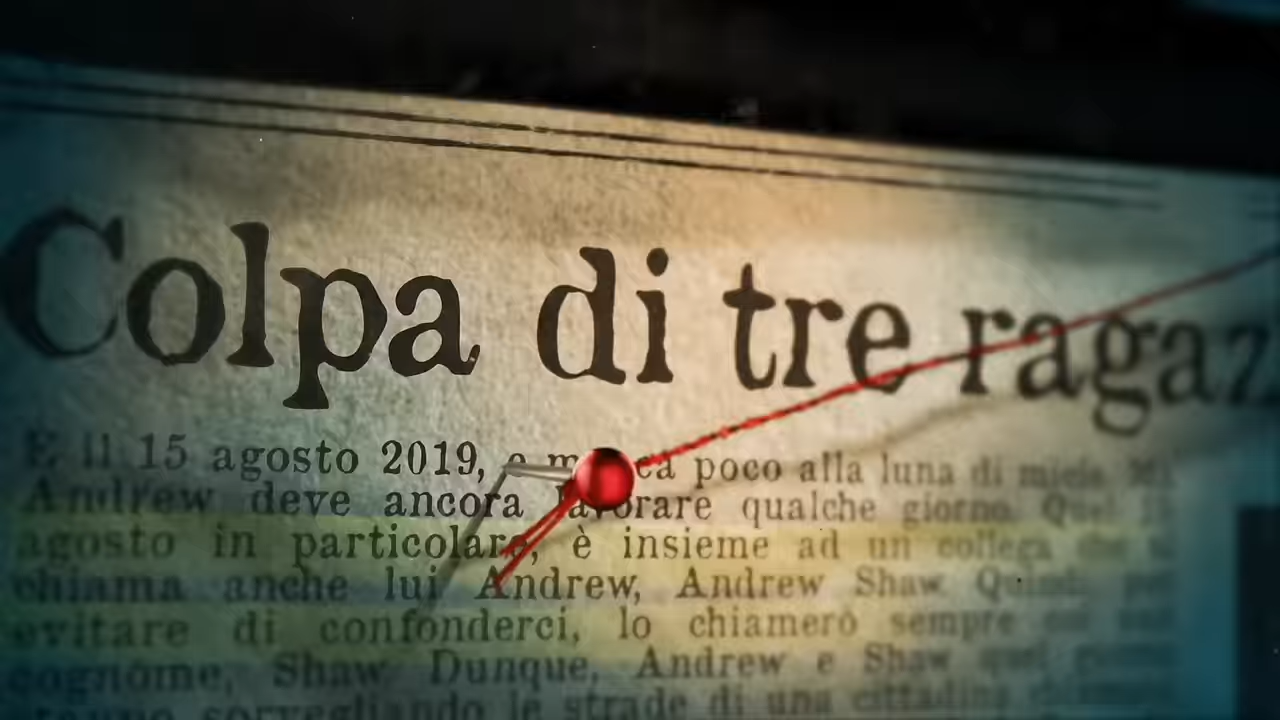 Colpa di tre ragaz
E il 15 agosto 2019, e manca poco alla luna di miele
Andrew deve ancora lavorare qualche giorno Quel
agosto in particolare, è insieme ad un collega che si
chiama anche lui Andrew, Andrew Shaw Quindi per
evitare di confonderci, lo chiamerò sempre
cognome, Shaw Dunque, Andrew e Shaw quel
sorvegliando le strade di una cittadina